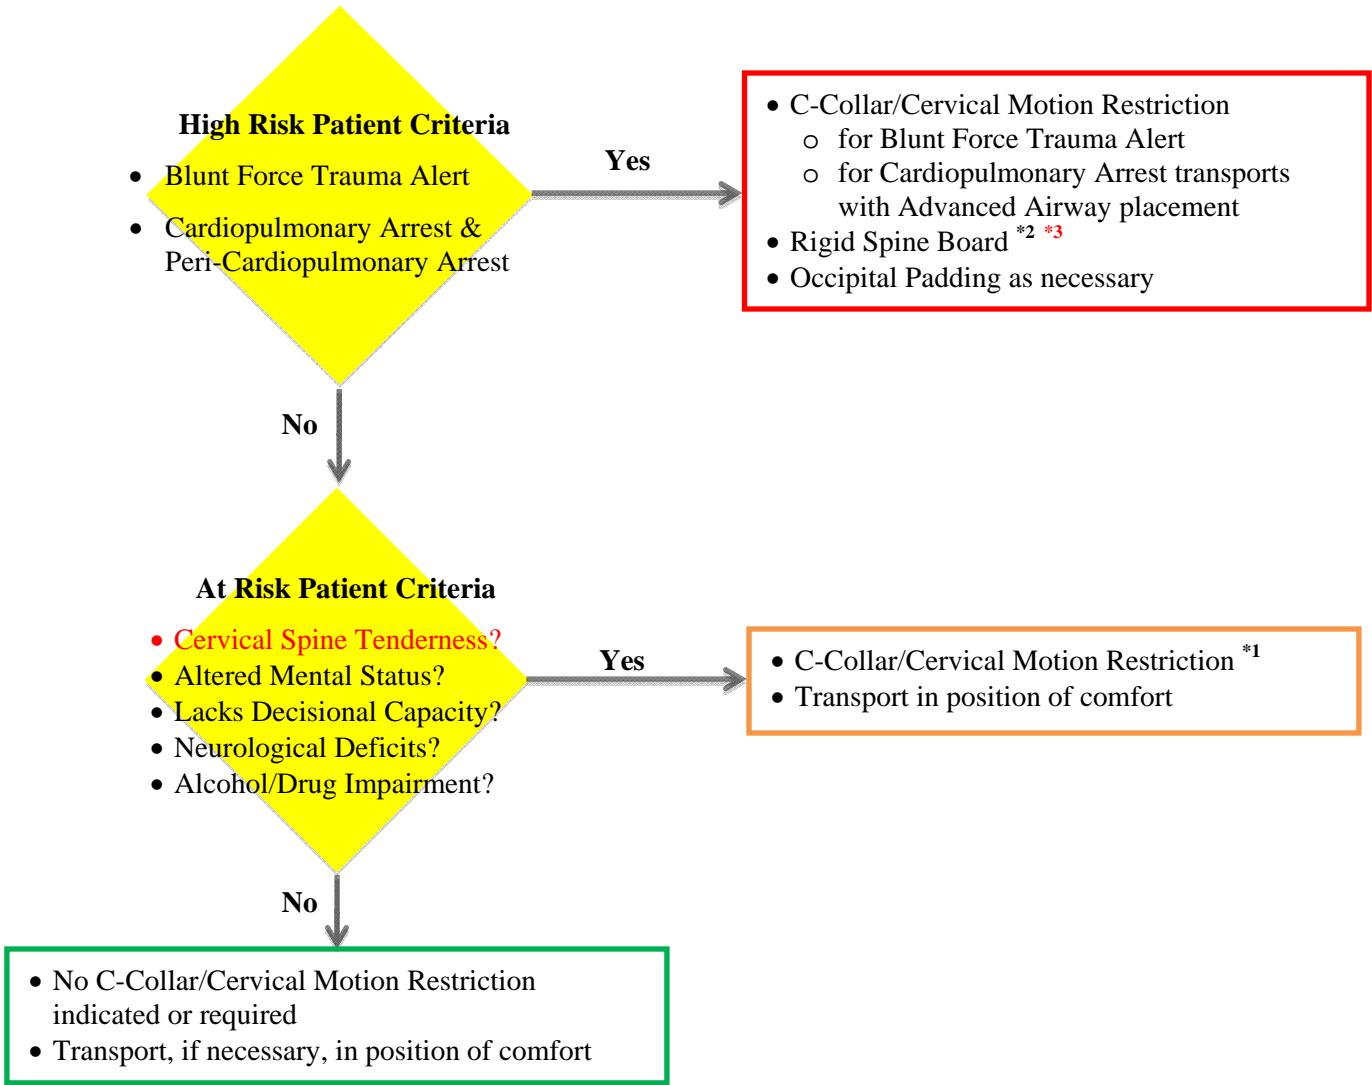 High Risk Patient Criteria
• Blunt Force Trauma Alert
• Cardiopulmonary Arrest &
Peri-Cardiopulmonary Arrest
Yes
• C-Collar/Cervical Motion Restriction
o for Blunt Force Trauma Alert
o for Cardiopulmonary Arrest transports
with Advanced Airway placement
• Rigid Spine Board *2 *3
• Occipital Padding as necessary
No
At Risk Patient Criteria
• Cervical Spine Tenderness?
• Altered Mental Status?
• Lacks Decisional Capacity?
• Neurological Deficits?
• Alcohol/Drug Impairment?
Yes
• C-Collar/Cervical Motion Restriction *1
• Transport in position of comfort
No
• No C-Collar/Cervical Motion Restriction
indicated or required
• Transport, if necessary, in position of comfort